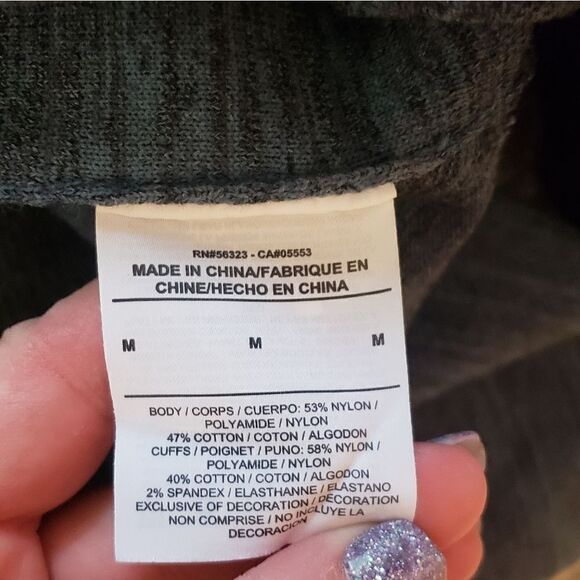 RN#56323 - CA#05553
MADE IN CHINA/FABRIQUE EN
CHINE/HECHO EN CHINA
M M M
BODY / CORPS / CUERPO: 53% NYLON /
POLYAMIDE / NYLON
47% COTTON / COTON / ALGODON
CUFFS / POIGNET / PUNO: 58% NYLON /
POLYAMIDE / NYLON
40% COTTON / COTON / ALGODON
2% SPANDEX / ELASTHANNE / ELASTANO
EXCLUSIVE OF DECORATION / DÉCORATION
NON COMPRISE / NO INCLUYE LA
DECORACION